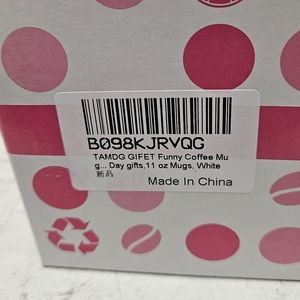 B098KJRVQG
TAMDG GIFET Funny Coffee Mu
g... Day gifts,11 oz Mugs, White
新品
Made In China